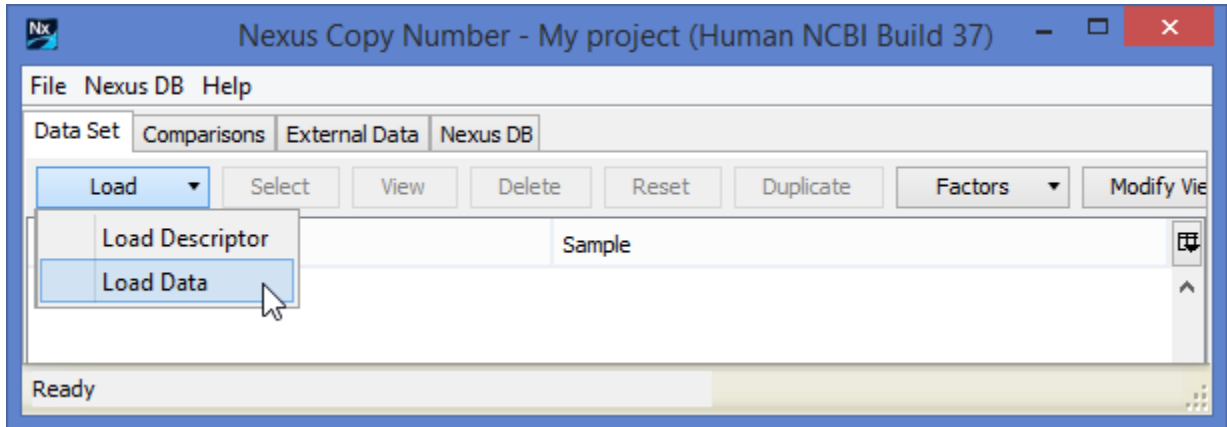 Nx
Nexus Copy Number - My project (Human NCBI Build 37)
File Nexus DB Help
Data Set Comparisons External Data Nexus DB
Load Select View Delete Reset Duplicate Factors Modify Vie
Load Descriptor Sample
Load Data
Ready